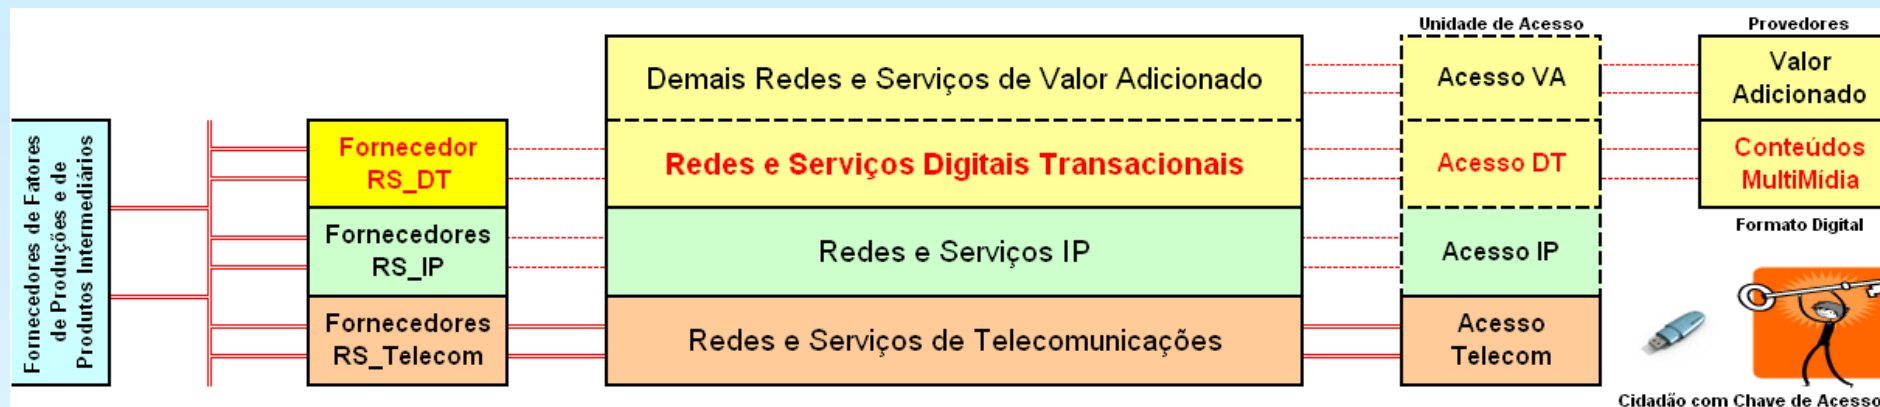 Unidade de Acesso
Provedores
Fornecedores de Fatores
de Produções e de
Produtos Intermediários
Fornecedor
RS_DT
Fornecedores
RS_IP
Fornecedores
RS_Telecom
Demais Redes e Serviços de Valor Adicionado
Redes e Serviços Digitais Transacionais
Redes e Serviços IP
Redes e Serviços de Telecomunicações
Acesso VA
Acesso DT
Acesso IP
Acesso
Telecom
Valor
Adicionado
Conteúdos
MultiMídia
Formato Digital
Cidadão com Chave de Acesso